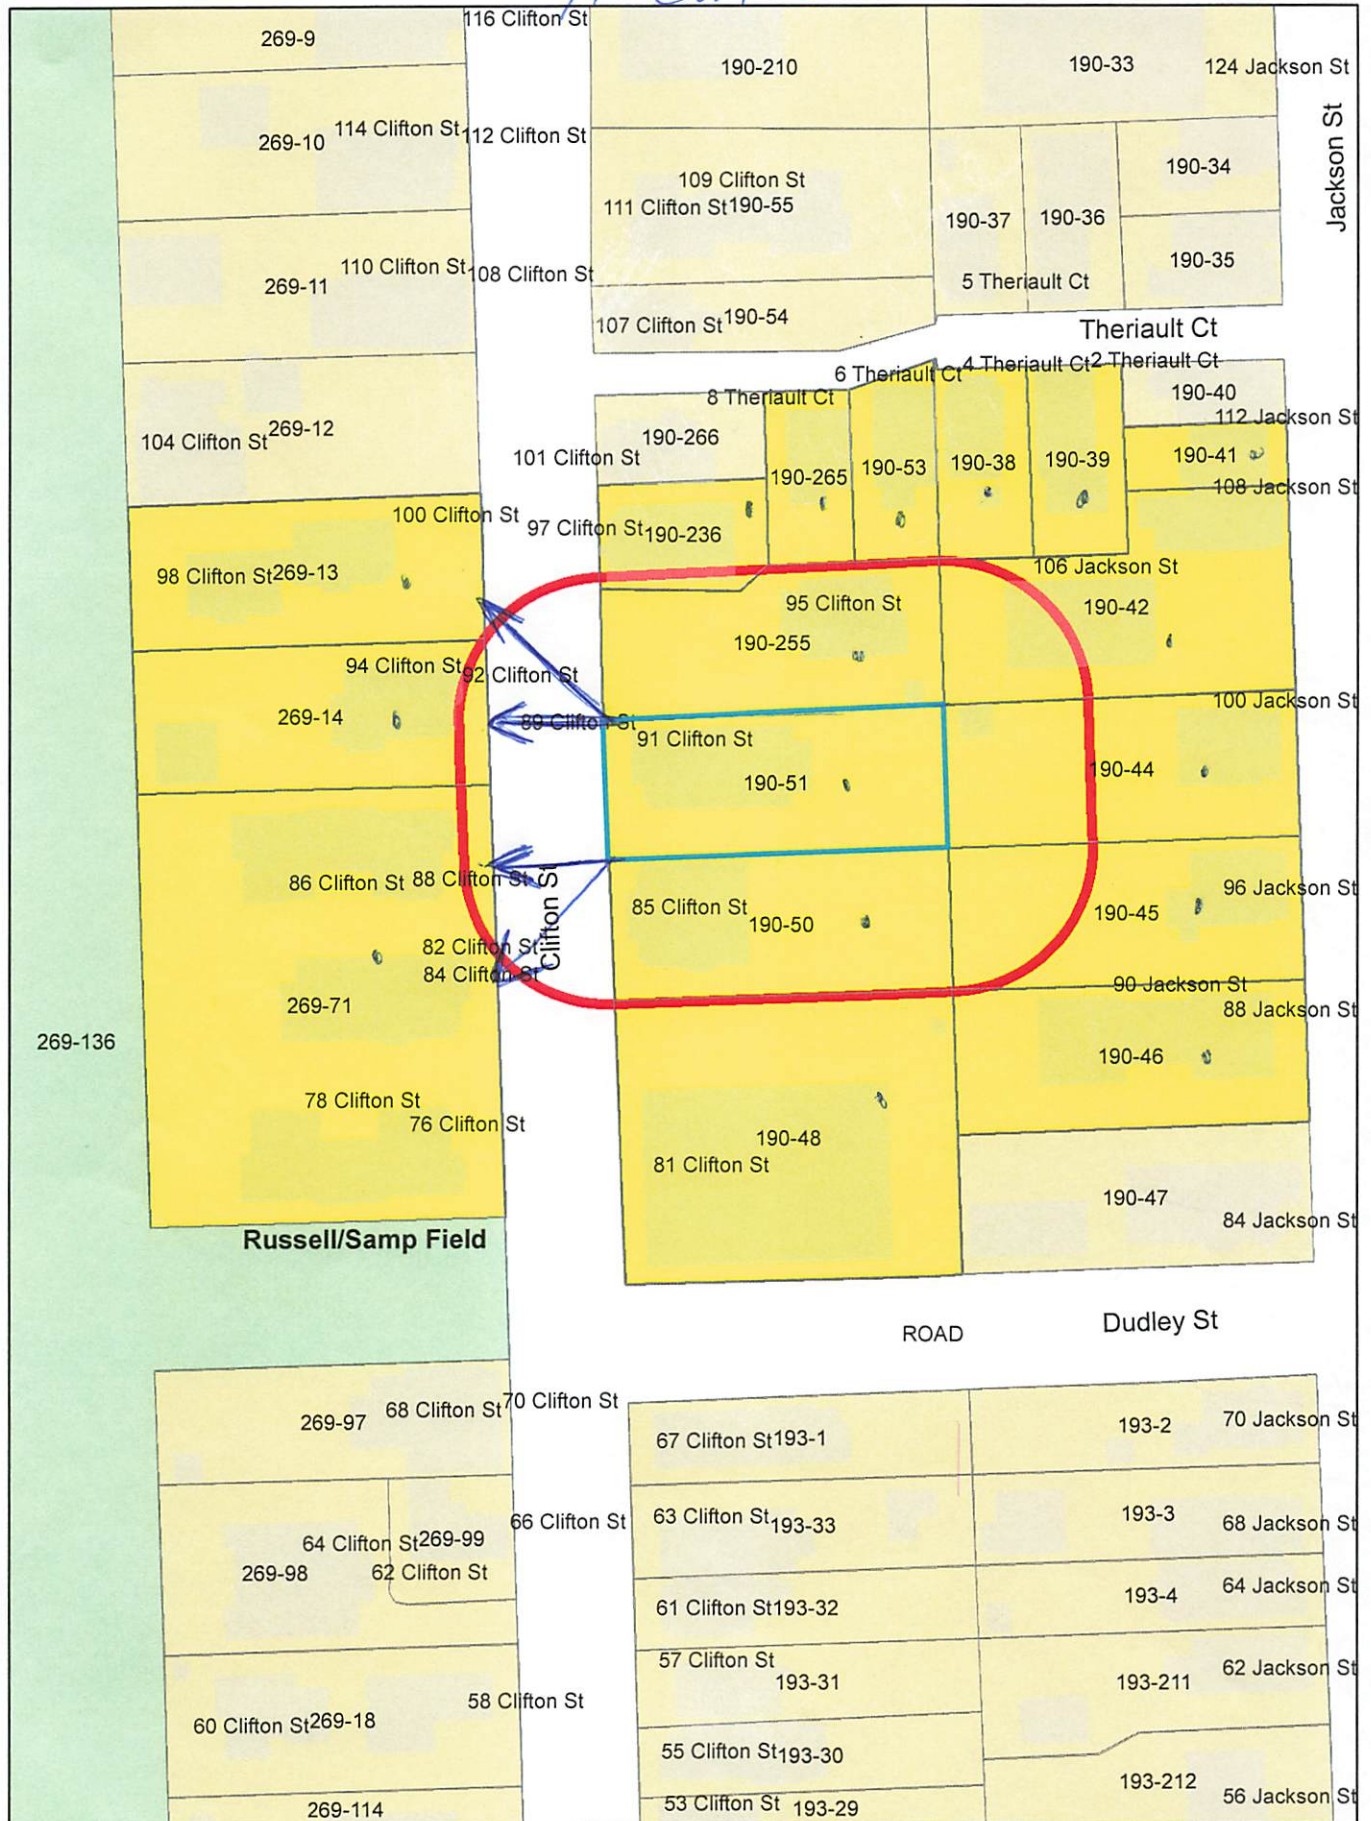 116 Clifton St
269-9
190-210
190-33
124 Jackson St
Jackson St
114 Clifton St
112 Clifton St
269-10
109 Clifton St
111 Clifton St 190-55
190-37
190-36
190-34
190-35
110 Clifton St
108 Clifton St
269-11
5 Theriault Ct
107 Clifton St 190-54
Theriault Ct
6 Theriault Ct
4 Theriault Ct
2 Theriault Ct
8 Theriault Ct
190-40
112 Jackson St
104 Clifton St 269-12
190-266
101 Clifton St
190-265
190-53
190-38
190-39
190-41
108 Jackson St
100 Clifton St
97 Clifton St 190-236
98 Clifton St 269-13
106 Jackson St
95 Clifton St
190-42
190-255
94 Clifton St
92 Clifton St
269-14
89 Clifton St
91 Clifton St
100 Jackson St
190-51
190-44
86 Clifton St
88 Clifton St
Clifton St
96 Jackson St
85 Clifton St
190-50
190-45
82 Clifton St
84 Clifton St
90 Jackson St
269-71
88 Jackson St
269-136
190-46
78 Clifton St
76 Clifton St
190-48
81 Clifton St
190-47
84 Jackson St
Russell/Samp Field
ROAD
Dudley St
269-97
68 Clifton St
70 Clifton St
67 Clifton St 193-1
193-2
70 Jackson St
66 Clifton St
63 Clifton St 193-33
193-3
68 Jackson St
64 Clifton St 269-99
269-98
62 Clifton St
61 Clifton St 193-32
193-4
64 Jackson St
57 Clifton St
193-31
193-211
62 Jackson St
58 Clifton St
60 Clifton St 269-18
55 Clifton St 193-30
193-212
56 Jackson St
269-114
53 Clifton St 193-29